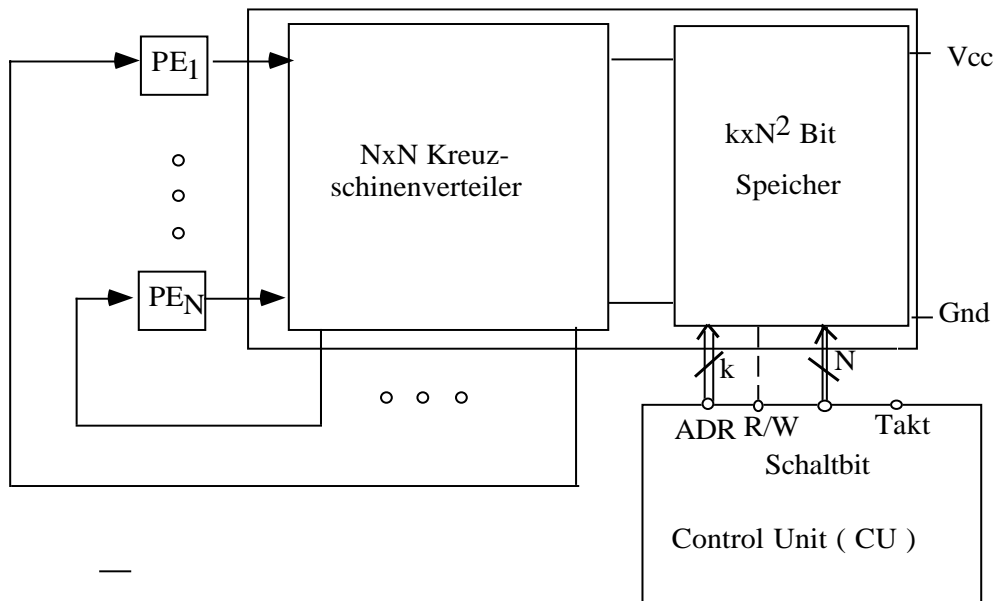 PE1
Vcc
kxN2 Bit
Speicher
NxN Kreuz-
schinenverteiler
PEN
Gnd
k
N
ADR R/W
Takt
Schaltbit
Control Unit ( CU )